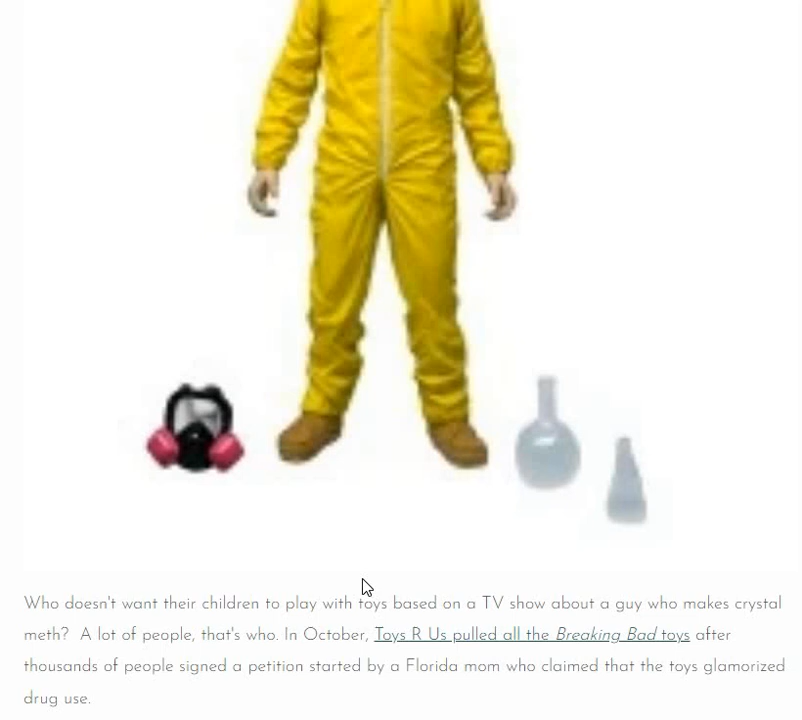 Who doesn't want their children to play with toys based on a TV show about a guy who makes crystal
meth?  A lot of people, that's who. In October, Toys R Us pulled all the Breaking Bad toys after
thousands of people signed a petition started by a Florida mom who claimed that the toys glamorized
drug use.